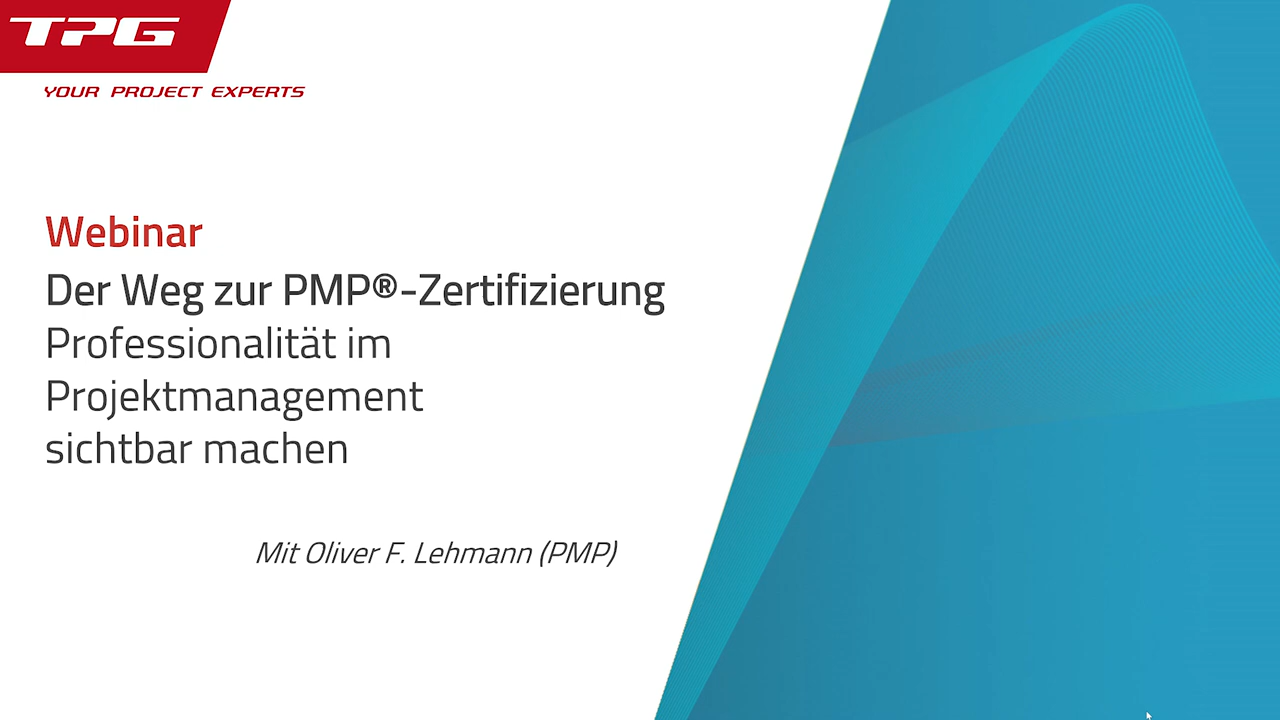 TPG
YOUR PROJECT EXPERTS
Webinar
Der Weg zur PMP®-Zertifizierung
Professionalität im
Projektmanagement
sichtbar machen
Mit Oliver F. Lehmann (PMP)